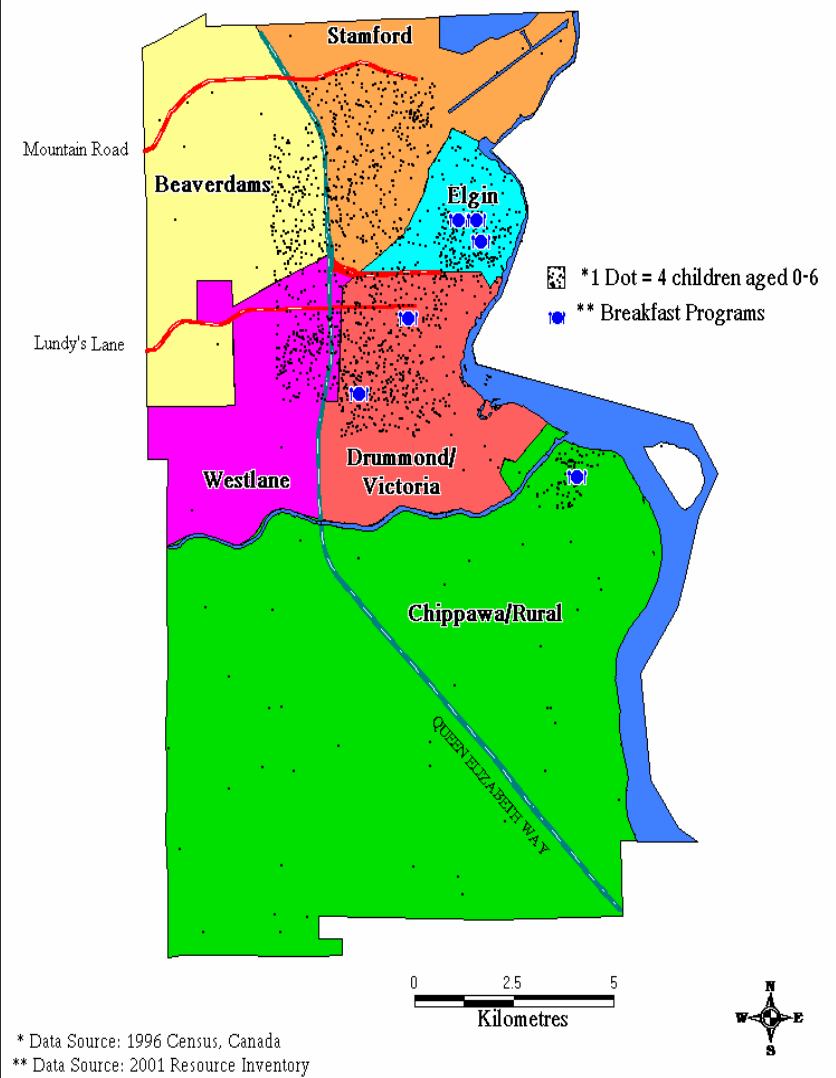 Stamford
Mountain Road
Beaverdams
Elgin
*1 Dot = 4 children aged 0-6
** Breakfast Programs
Lundy's Lane
Drummond/
Victoria
Westlane
Chippawa/Rural
QUEEN ELIZABETH WAY
0 2.5 5
Kilometres
N
W E
S
* Data Source: 1996 Census, Canada
** Data Source: 2001 Resource Inventory